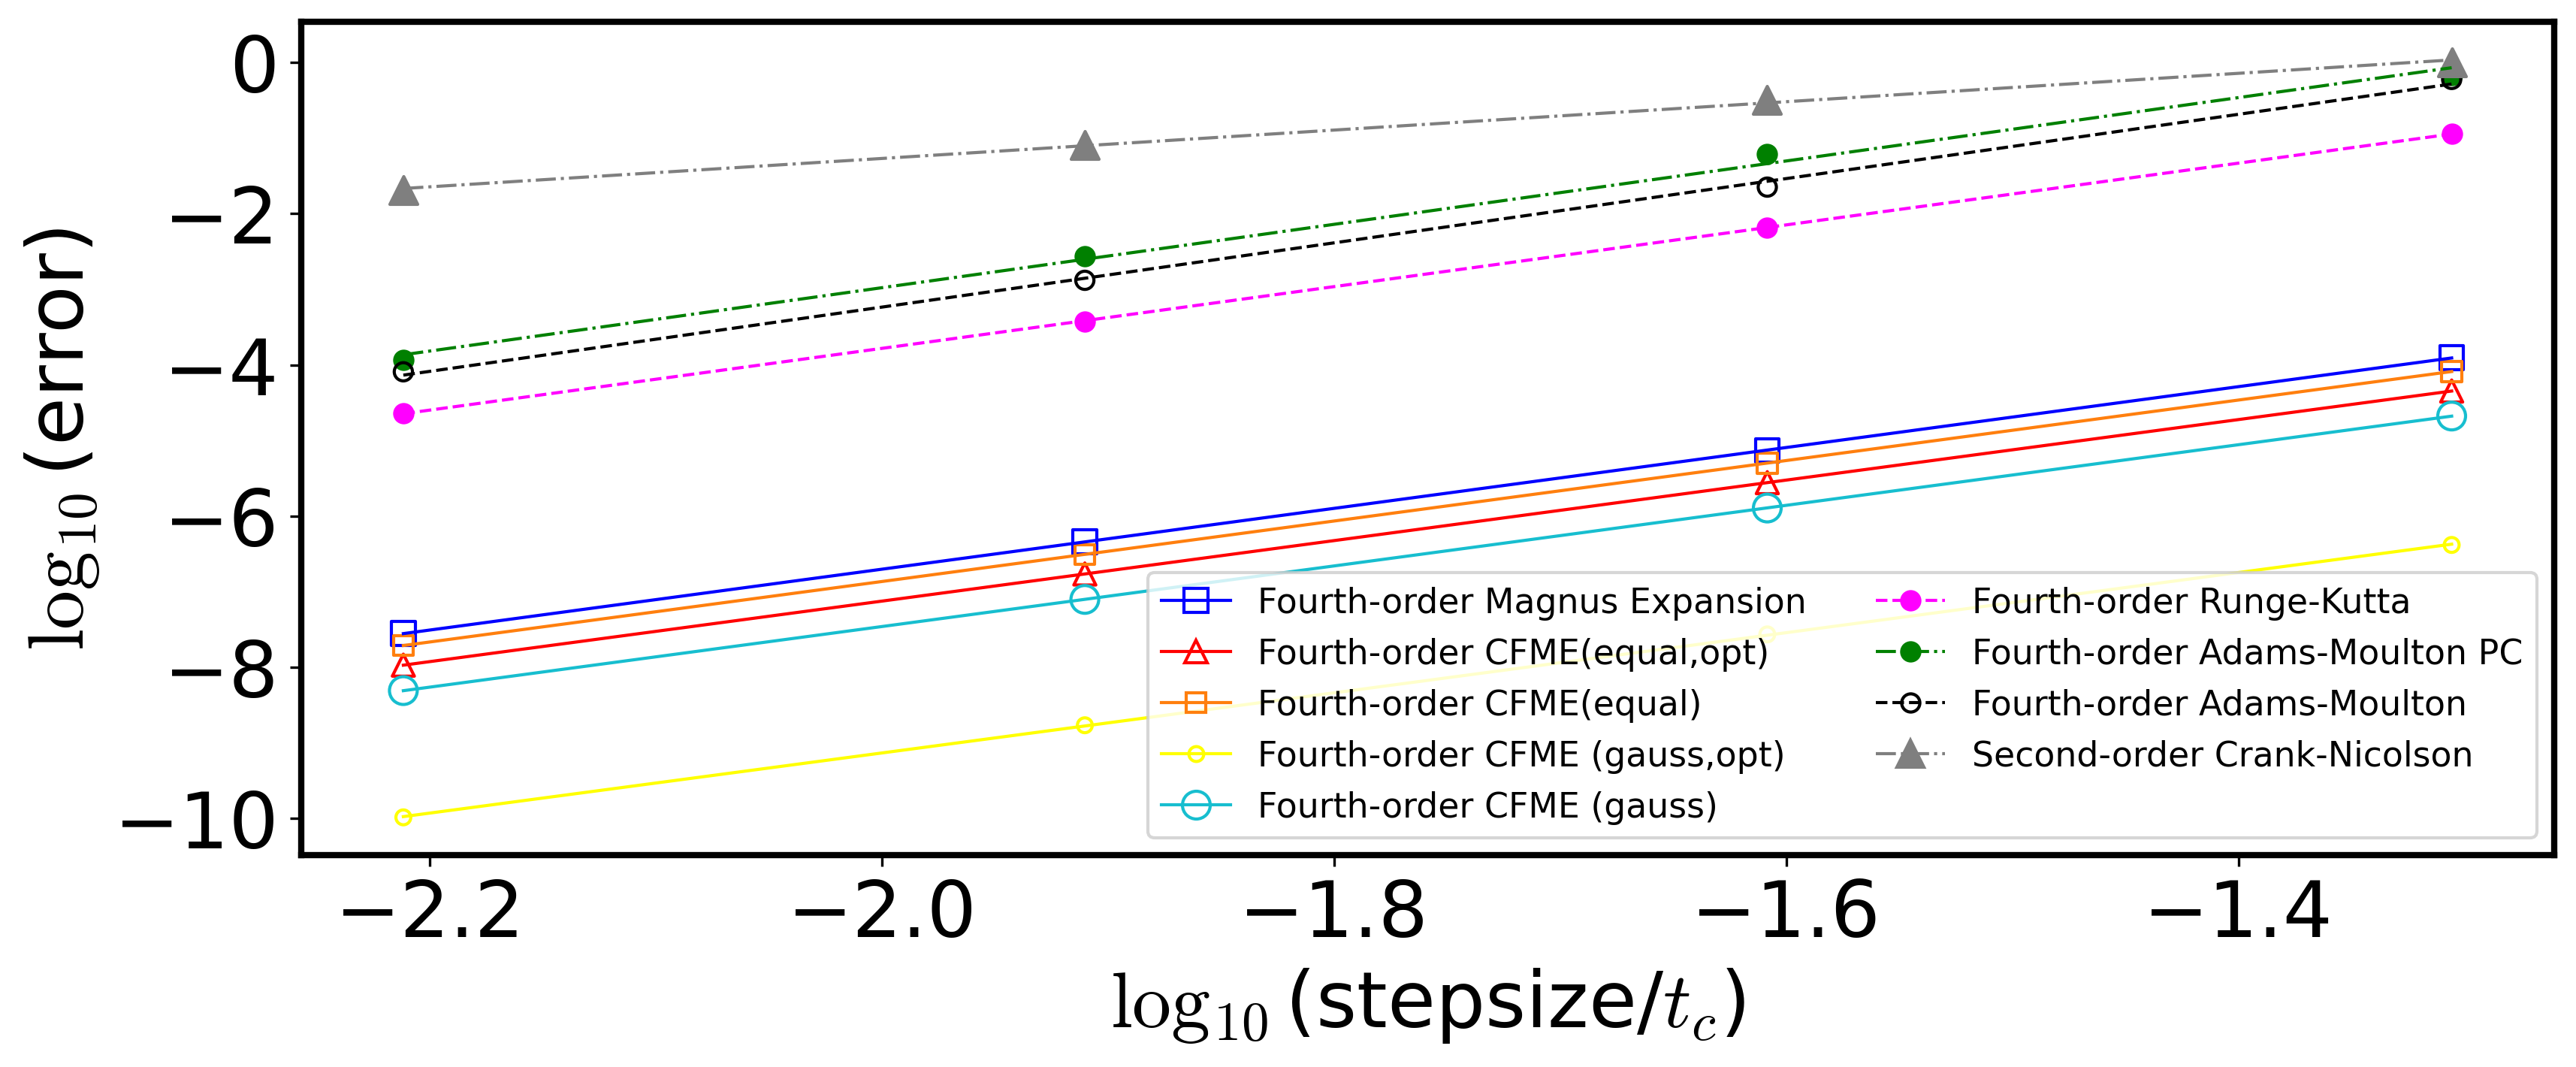 0
−2
−4
−6
−8
−10
log10 (error)
Fourth-order Magnus Expansion
Fourth-order CFME(equal,opt)
Fourth-order CFME(equal)
Fourth-order CFME (gauss,opt)
Fourth-order CFME (gauss)
Fourth-order Runge-Kutta
Fourth-order Adams-Moulton PC
Fourth-order Adams-Moulton
Second-order Crank-Nicolson
−2.2 −2.0 −1.8 −1.6 −1.4
log10 (stepsize/tc)